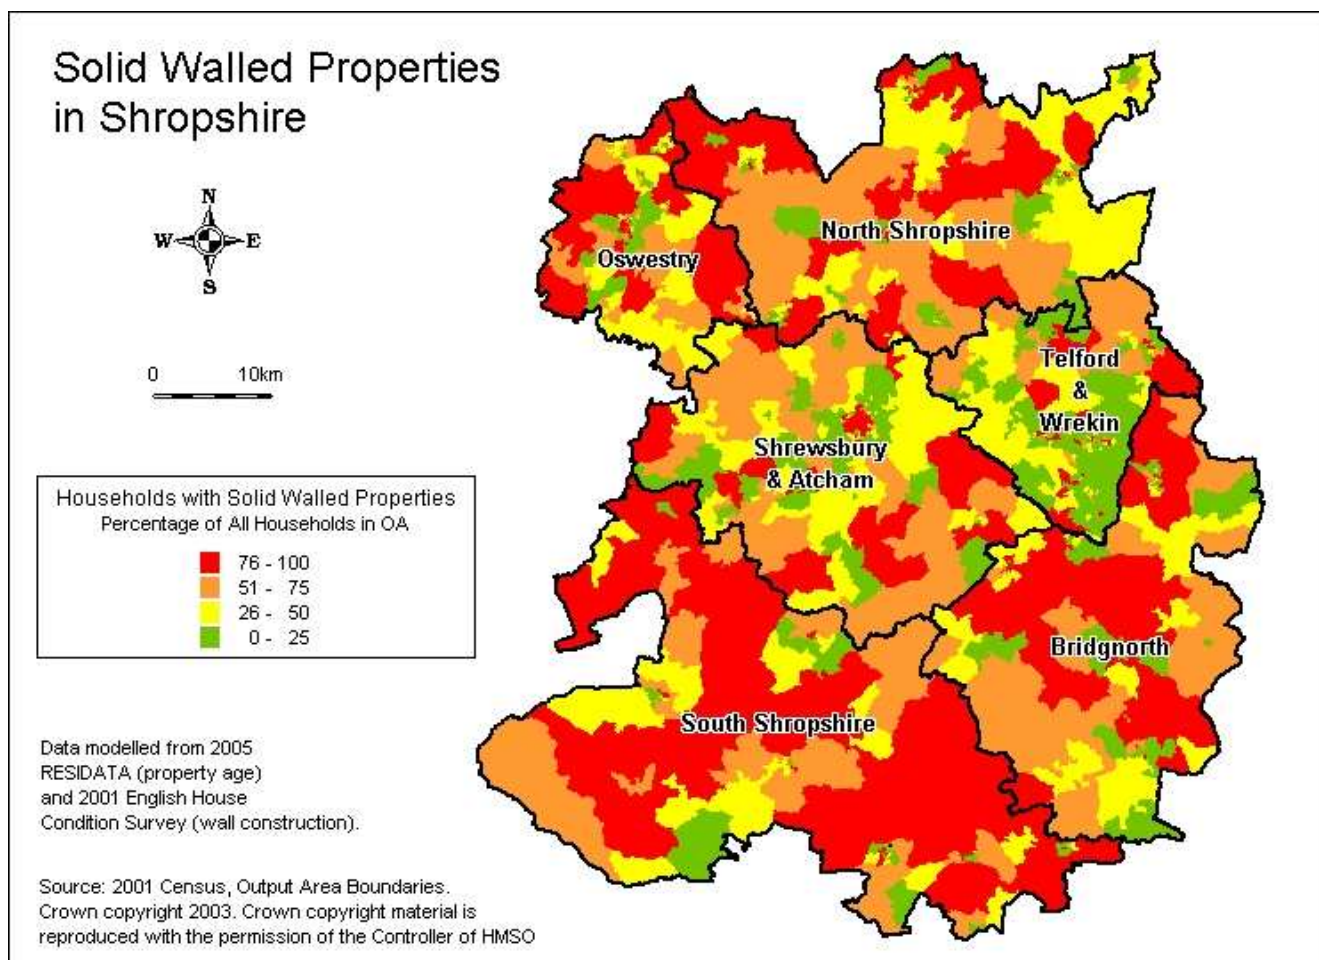 Solid Walled Properties
in Shropshire
N
W E
S
0 10km
Households with Solid Walled Properties
Percentage of All Households in OA
76 - 100
51 - 75
26 - 50
0 - 25
Data modelled from 2005
RESIDATA (property age)
and 2001 English House
Condition Survey (wall construction).
Source: 2001 Census, Output Area Boundaries.
Crown copyright 2003. Crown copyright material is
reproduced with the permission of the Controller of HMSO
North Shropshire
Oswestry
Telford
&
Wrekin
Shrewsbury
& Atcham
Bridgnorth
South Shropshire